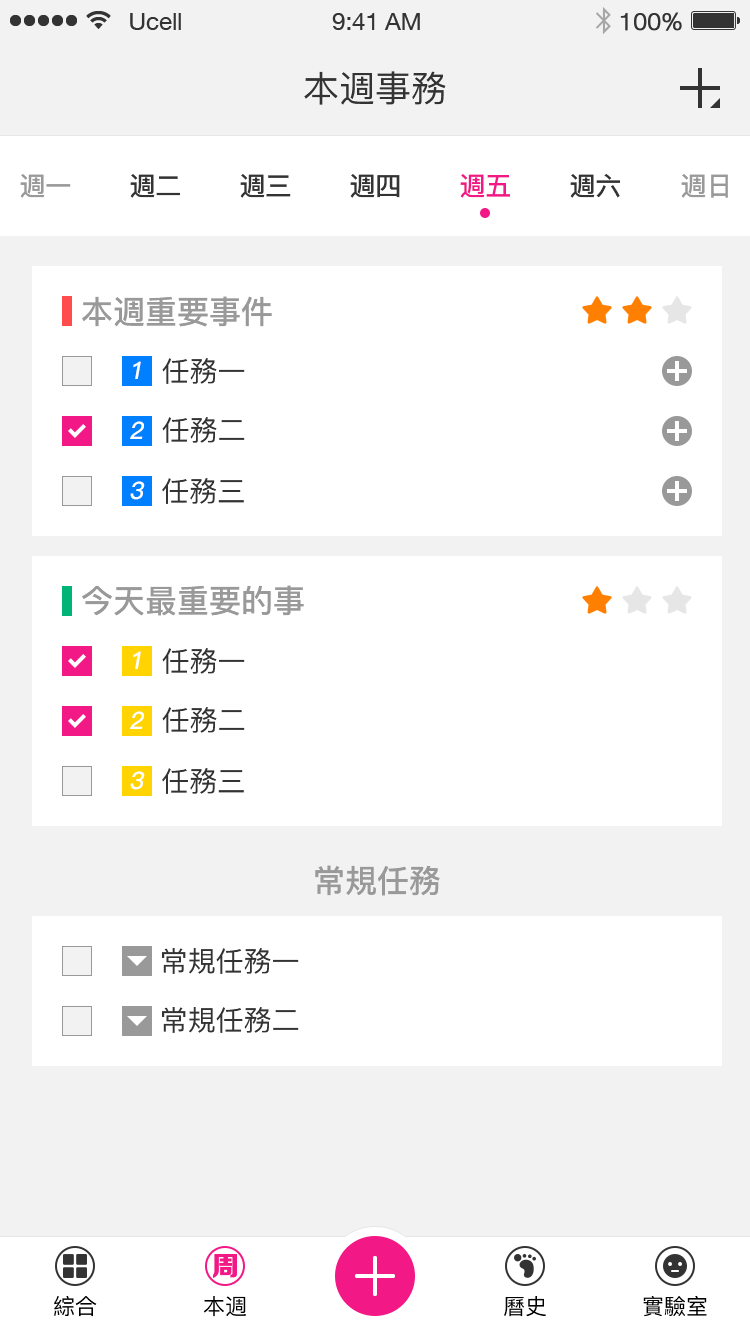 Ucell 9:41 AM 100%
本週事務
週一 週二 週三 週四 週五 週六 週日
本週重要事件
1 任務一
2 任務二
3 任務三
今天最重要的事
1 任務一
2 任務二
3 任務三
常規任務
常規任務一
常規任務二
周
綜合 本週 曆史 實驗室